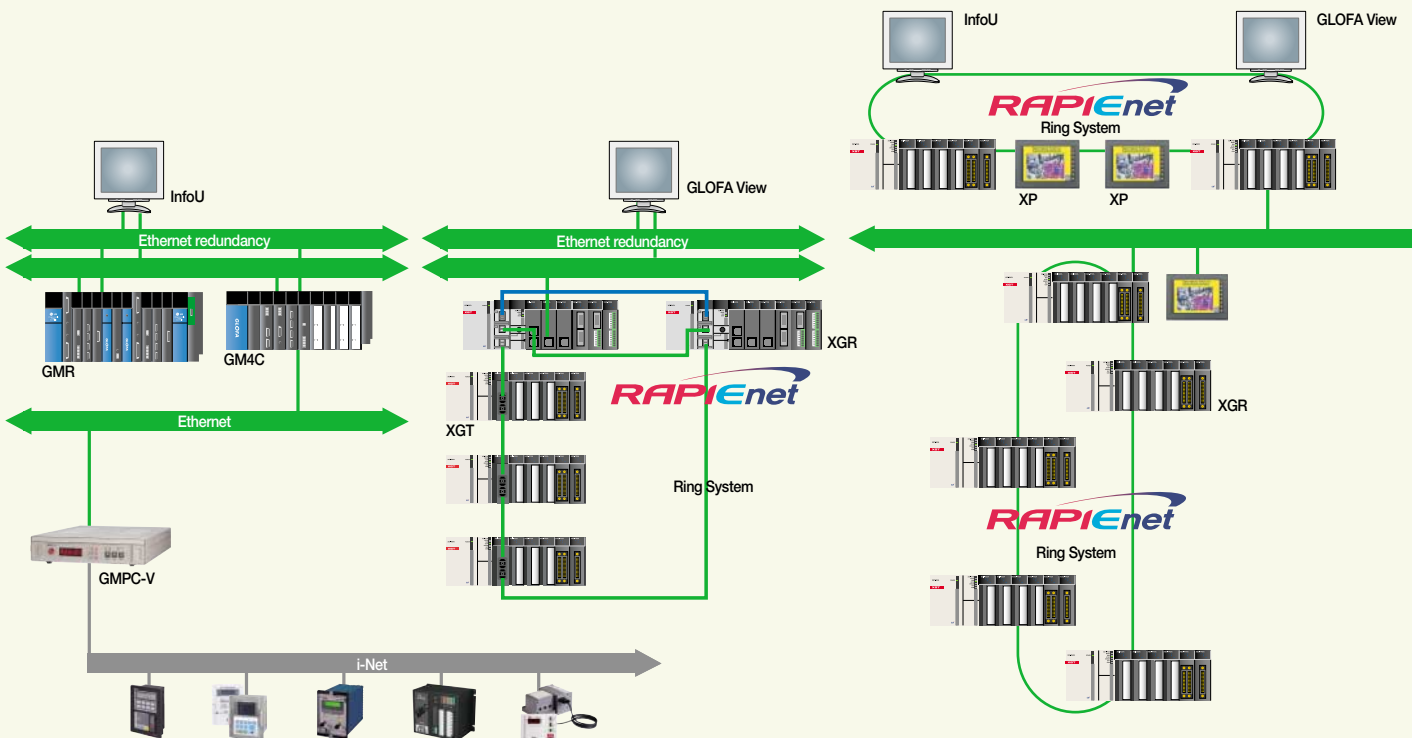 InfoU
GLOFA View
RAPIEnet
Ring System
XP
XP
InfoU
GLOFA View
Ethernet redundancy
Ethernet redundancy
GMR
GM4C
GLOFA
XGR
RAPIEnet
XGT
XGR
Ethernet
Ring System
RAPIEnet
Ring System
GMPC-V
i-Net